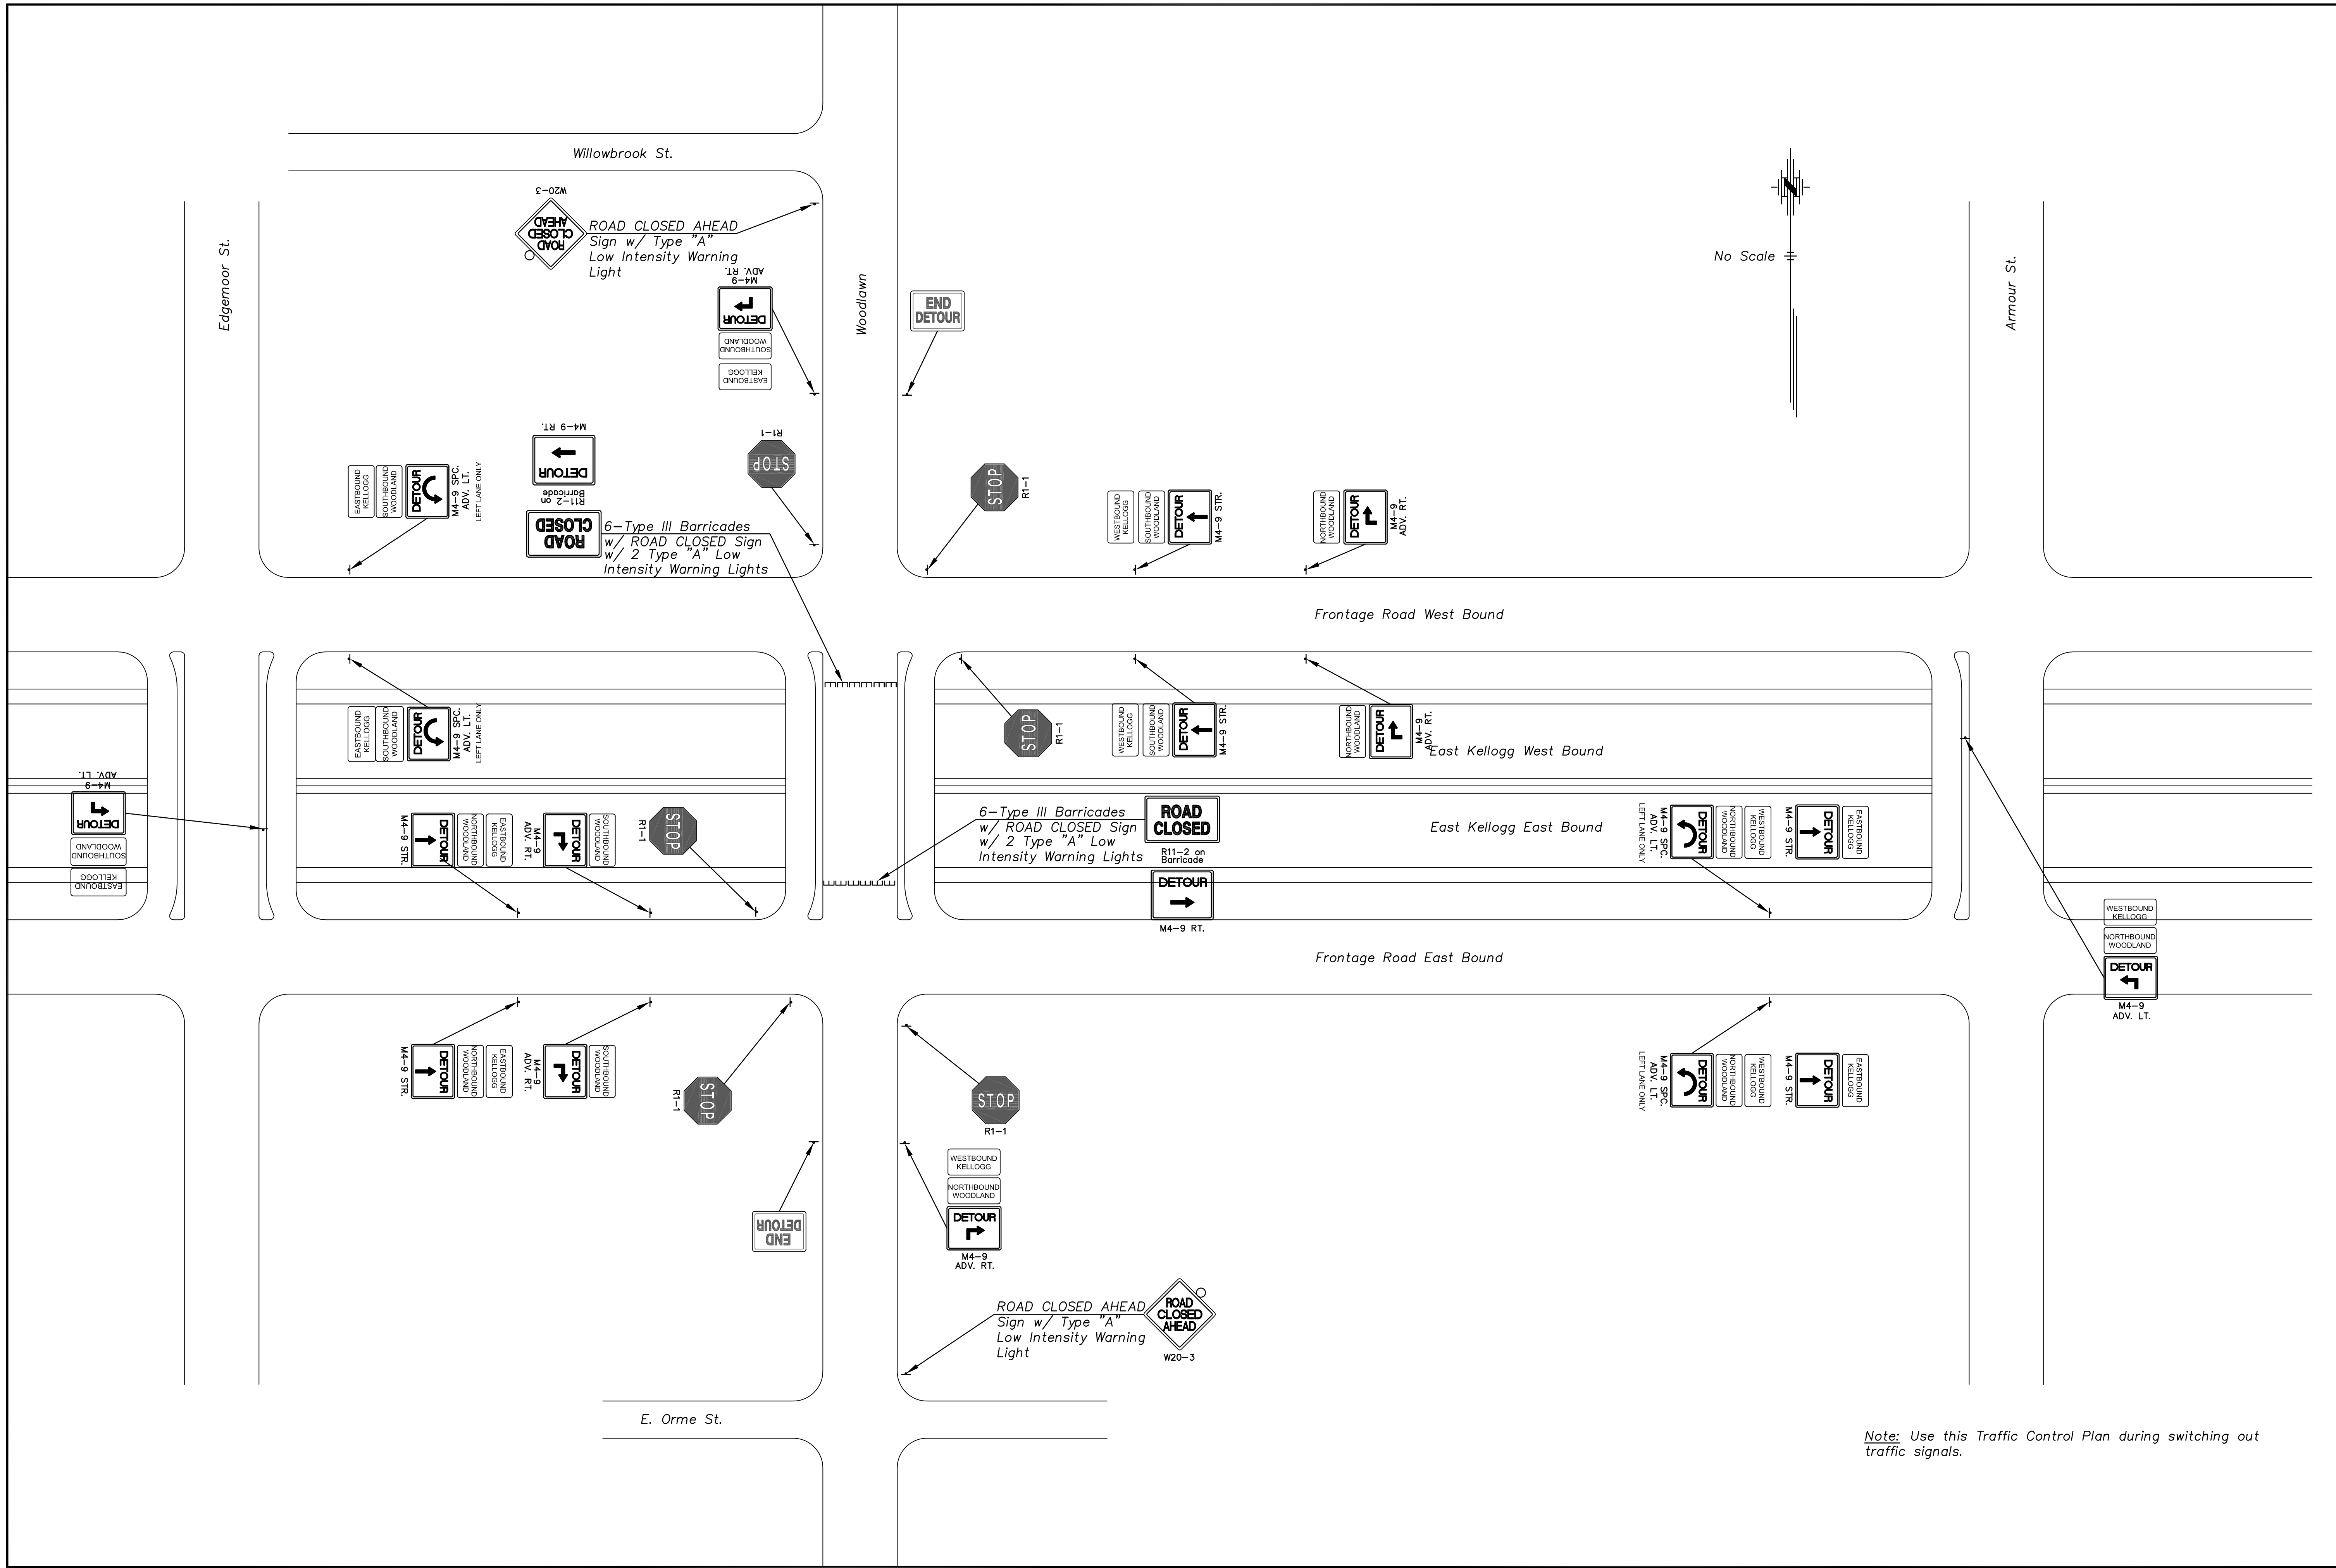 Willowbrook St.
W20-3
ROAD
CLOSED
AHEAD
ROAD CLOSED AHEAD
Sign w/ Type "A"
Low Intensity Warning
Light
Edgemoor St.
Woodlawn
No Scale
N
Armour St.
M4-9
ADV. RT.
DETOUR
SOUTHBOUND
WOODLAND
EASTBOUND
KELLOGG
END
DETOUR
M4-9 RT.
DETOUR
R11-2 on
Barricade
ROAD
CLOSED
6-Type III Barricades
w/ ROAD CLOSED Sign
w/ 2 Type "A" Low
Intensity Warning Lights
R1-1
STOP
EASTBOUND
KELLOGG
SOUTHBOUND
WOODLAND
DETOUR
M4-9 SPC.
ADV. LT.
LEFT LANE ONLY
STOP
R1-1
WESTBOUND
KELLOGG
SOUTHBOUND
WOODLAND
DETOUR
M4-9 STR.
NORTHBOUND
WOODLAND
DETOUR
M4-9
ADV. RT.
Frontage Road West Bound
EASTBOUND
KELLOGG
SOUTHBOUND
WOODLAND
DETOUR
M4-9 SPC.
ADV. LT.
LEFT LANE ONLY
STOP
R1-1
WESTBOUND
KELLOGG
SOUTHBOUND
WOODLAND
DETOUR
M4-9 STR.
NORTHBOUND
WOODLAND
DETOUR
M4-9
ADV. RT.
East Kellogg West Bound
M4-9
ADV. LT.
DETOUR
SOUTHBOUND
WOODLAND
EASTBOUND
KELLOGG
M4-9 STR.
DETOUR
NORTHBOUND
WOODLAND
EASTBOUND
KELLOGG
M4-9
ADV. RT.
DETOUR
SOUTHBOUND
WOODLAND
R1-1
STOP
6-Type III Barricades
w/ ROAD CLOSED Sign
w/ 2 Type "A" Low
Intensity Warning Lights
ROAD
CLOSED
R11-2 on
Barricade
DETOUR
M4-9 RT.
East Kellogg East Bound
M4-9 SPC.
ADV. LT.
LEFT LANE ONLY
DETOUR
NORTHBOUND
WOODLAND
WESTBOUND
KELLOGG
M4-9 STR.
DETOUR
EASTBOUND
KELLOGG
WESTBOUND
KELLOGG
NORTHBOUND
WOODLAND
DETOUR
M4-9
ADV. LT.
Frontage Road East Bound
M4-9 STR.
DETOUR
NORTHBOUND
WOODLAND
EASTBOUND
KELLOGG
M4-9
ADV. RT.
DETOUR
SOUTHBOUND
WOODLAND
R1-1
STOP
STOP
R1-1
M4-9 SPC.
ADV. LT.
LEFT LANE ONLY
DETOUR
NORTHBOUND
WOODLAND
WESTBOUND
KELLOGG
M4-9 STR.
DETOUR
EASTBOUND
KELLOGG
END
DETOUR
WESTBOUND
KELLOGG
NORTHBOUND
WOODLAND
DETOUR
M4-9
ADV. RT.
ROAD CLOSED AHEAD
Sign w/ Type "A"
Low Intensity Warning
Light
ROAD
CLOSED
AHEAD
W20-3
E. Orme St.
Note: Use this Traffic Control Plan during switching out
traffic signals.